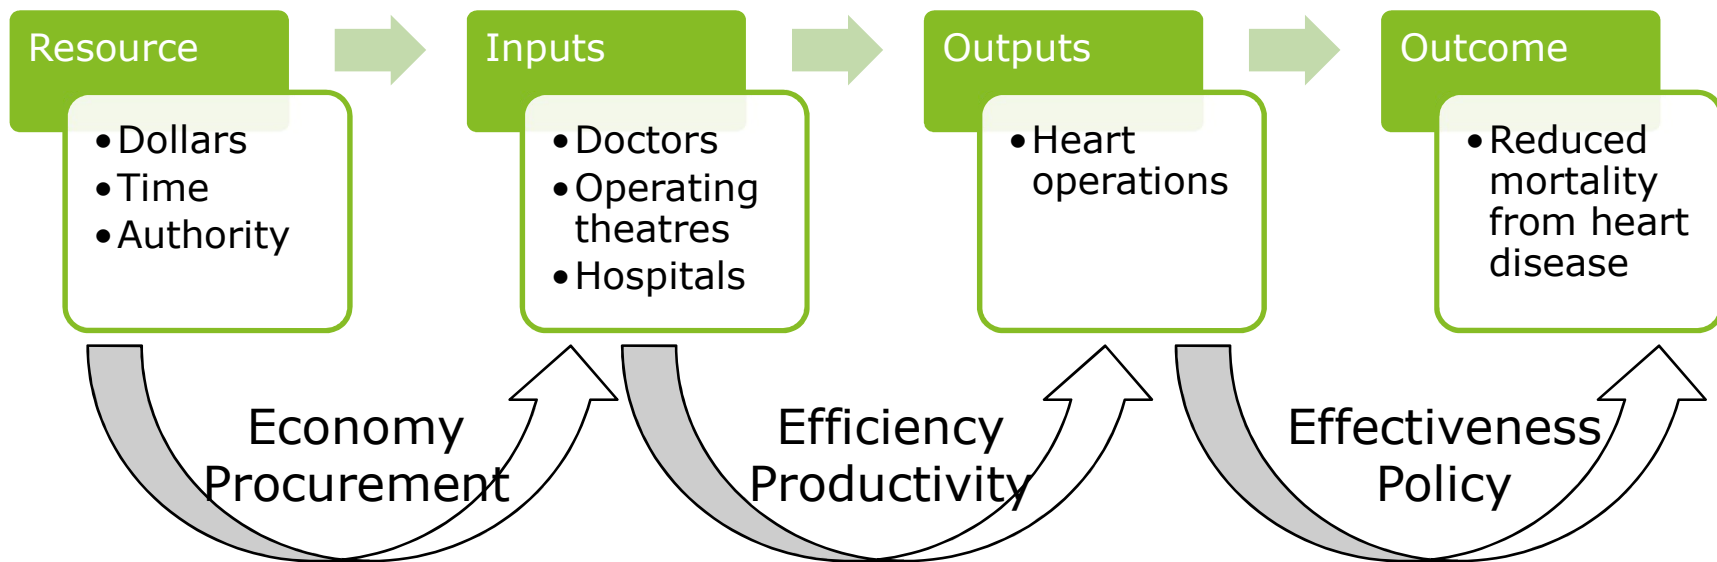 Resource
•Dollars
•Time
•Authority
Inputs
•Doctors
•Operating
theatres
•Hospitals
Outputs
•Heart
operations
Outcome
•Reduced
mortality
from heart
disease
Economy
Procurement
Efficiency
Productivity
Effectiveness
Policy